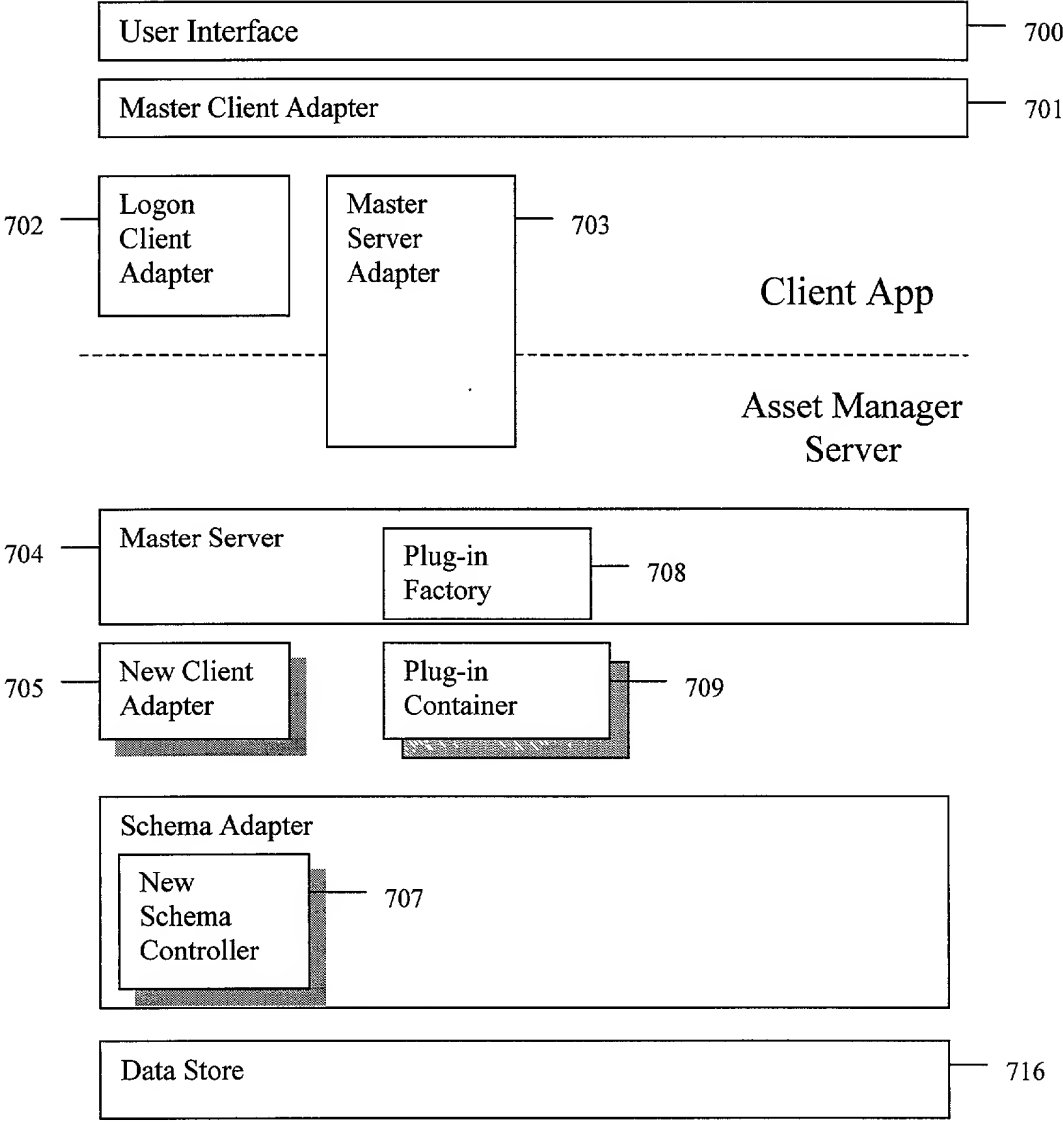 User Interface
700
Master Client Adapter
701
702
Logon
Client
Adapter
Master
Server
Adapter
703
Client App
Asset Manager
Server
704
Master Server
Plug-in
Factory
708
705
New Client
Adapter
Plug-in
Container
709
Schema Adapter
New
Schema
Controller
707
Data Store
716